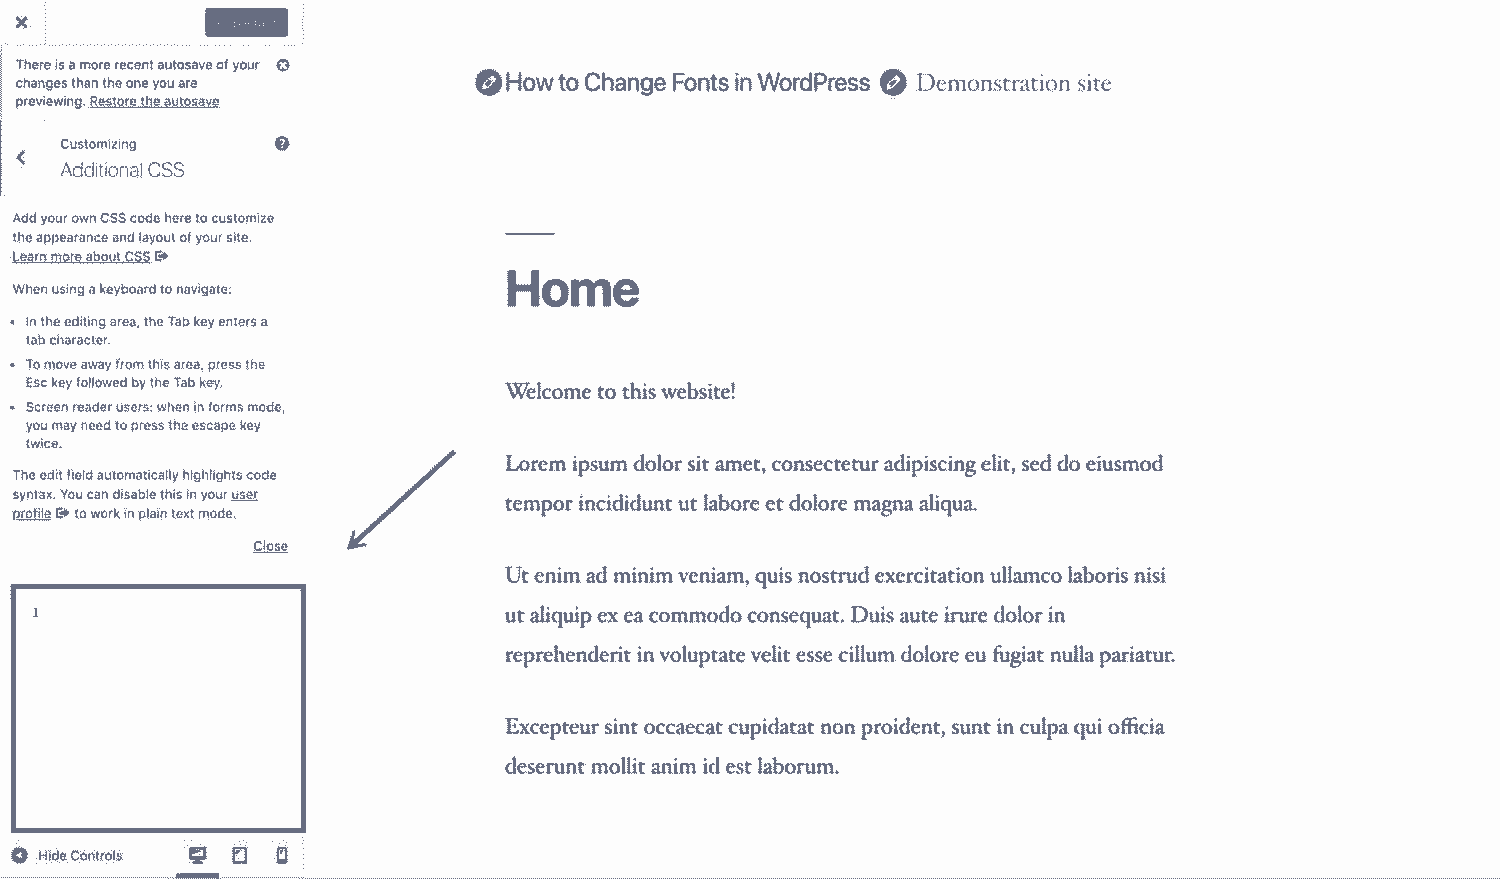 There is a more recent autosave of your
changes than the one you are
previewing. Restore the autosave
Customizing
Additional CSS
Add your own CSS code here to customize
the appearance and layout of your site.
Learn more about CSS
When using a keyboard to navigate:
• In the editing area, the Tab key enters a
tab character.
• To move away from this area, press the
Esc key followed by the Tab key.
• Screen reader users: when in forms mode,
you may need to press the escape key
twice.
The edit field automatically highlights code
syntax. You can disable this in your user
profile to work in plain text mode.
Close
1
Hide Controls
How to Change Fonts in WordPress Demonstration site
Home
Welcome to this website!
Lorem ipsum dolor sit amet, consectetur adipiscing elit, sed do eiusmod
tempor incididunt ut labore et dolore magna aliqua.
Ut enim ad minim veniam, quis nostrud exercitation ullamco laboris nisi
ut aliquip ex ea commodo consequat. Duis aute irure dolor in
reprehenderit in voluptate velit esse cillum dolore eu fugiat nulla pariatur.
Excepteur sint occaecat cupidatat non proident, sunt in culpa qui officia
deserunt mollit anim id est laborum.